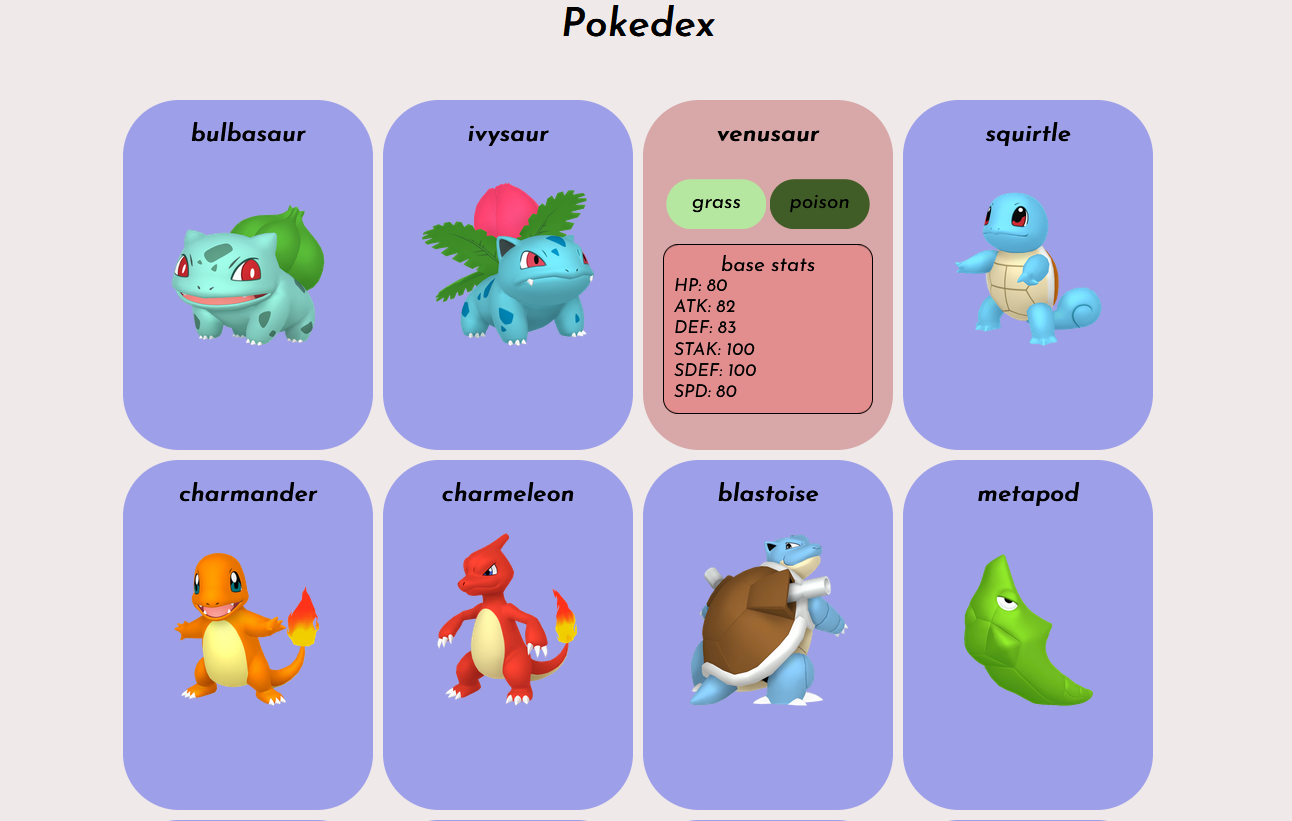 Pokedex
bulbasaur
ivysaur
venusaur
squirtle
grass
poison
base stats
HP: 80
ATK: 82
DEF: 83
STAK: 100
SDEF: 100
SPD: 80
charmander
charmeleon
blastoise
metapod